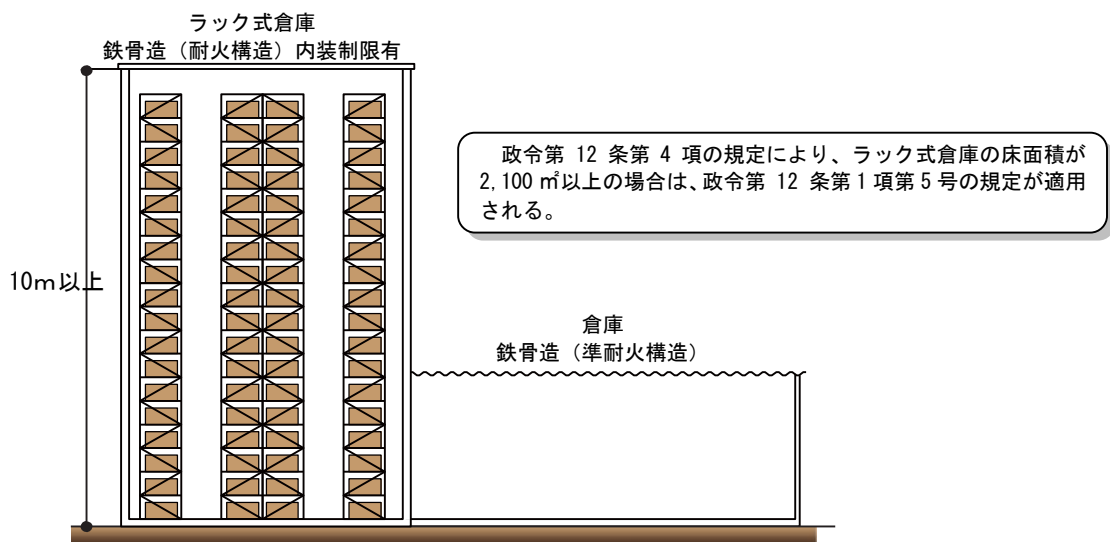 ラック式倉庫
鉄骨造（耐火構造）内装制限有
政令第 12 条第 4 項の規定により、ラック式倉庫の床面積が
2,100 ㎡以上の場合は、政令第 12 条第１項第５号の規定が適用
される。
10ｍ以上
倉庫
鉄骨造（準耐火構造）